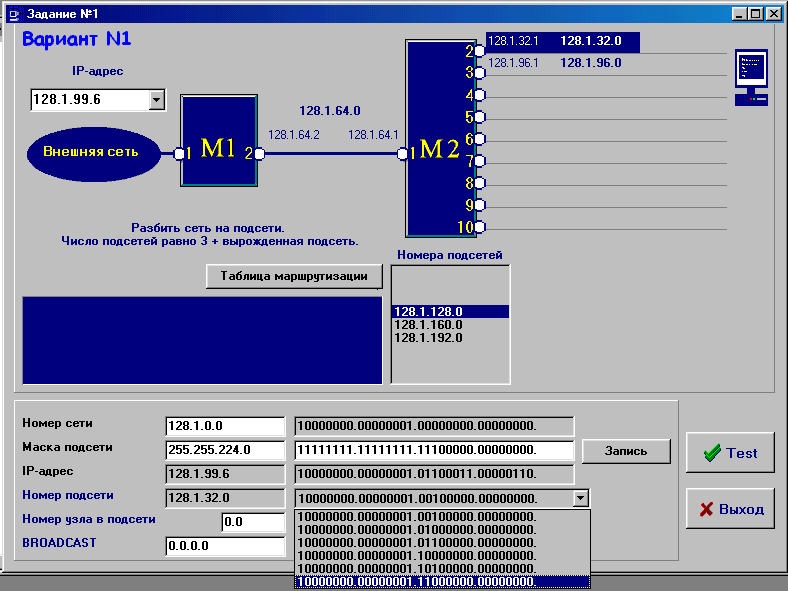 Задание №1
Вариант N1
IP-адрес
128.1.99.6
Внешняя сеть
1 М1 2
128.1.64.0
128.1.64.2 128.1.64.1
1 М2
2 128.1.32.1 128.1.32.0
3 128.1.96.1 128.1.96.0
4
5
6
7
8
9
10
Разбить сеть на подсети.
Число подсетей равно 3 + вырожденная подсеть.
Таблица маршрутизации
Номера подсетей
128.1.128.0
128.1.160.0
128.1.192.0
Номер сети 128.1.0.0 10000000.00000001.00000000.00000000.
Маска подсети 255.255.224.0 11111111.11111111.11100000.00000000. Запись
IP-адрес 128.1.99.6 10000000.00000001.01100011.00000110.
Номер подсети 128.1.32.0 10000000.00000001.00100000.00000000.
Номер узла в подсети 0.0
BROADCAST 0.0.0.0
10000000.00000001.00100000.00000000.
10000000.00000001.01000000.00000000.
10000000.00000001.01100000.00000000.
10000000.00000001.10000000.00000000.
10000000.00000001.10100000.00000000.
10000000.00000001.11000000.00000000.
Test
Выход